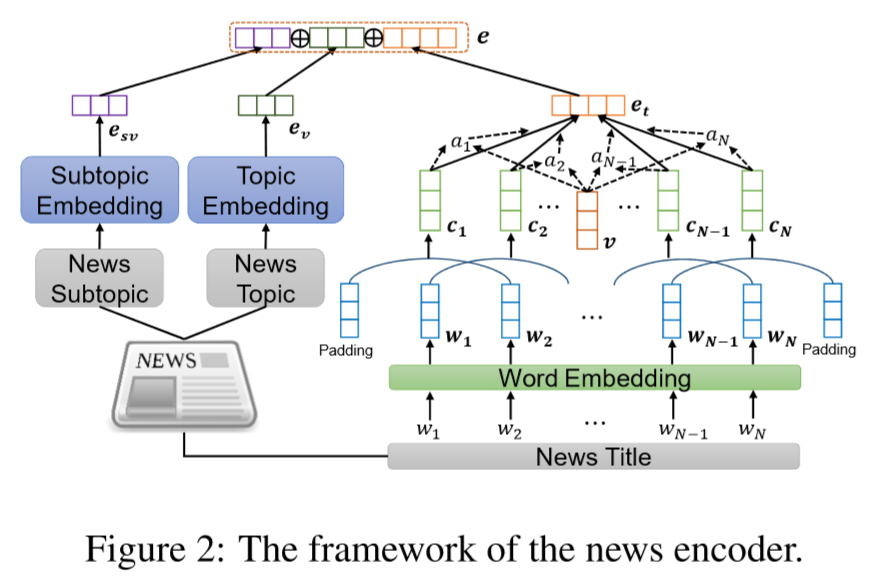 ⊕ ⊕ e
e_sv e_v e_t
a_1 a_2 a_{N-1} a_N
Subtopic
Embedding
Topic
Embedding
c_1 c_2 ... v ... c_{N-1} c_N
News
Subtopic
News
Topic
Padding w_1 w_2 ... w_{N-1} w_N Padding
NEWS
Word Embedding
w_1 w_2 ... w_{N-1} w_N
News Title
Figure 2: The framework of the news encoder.